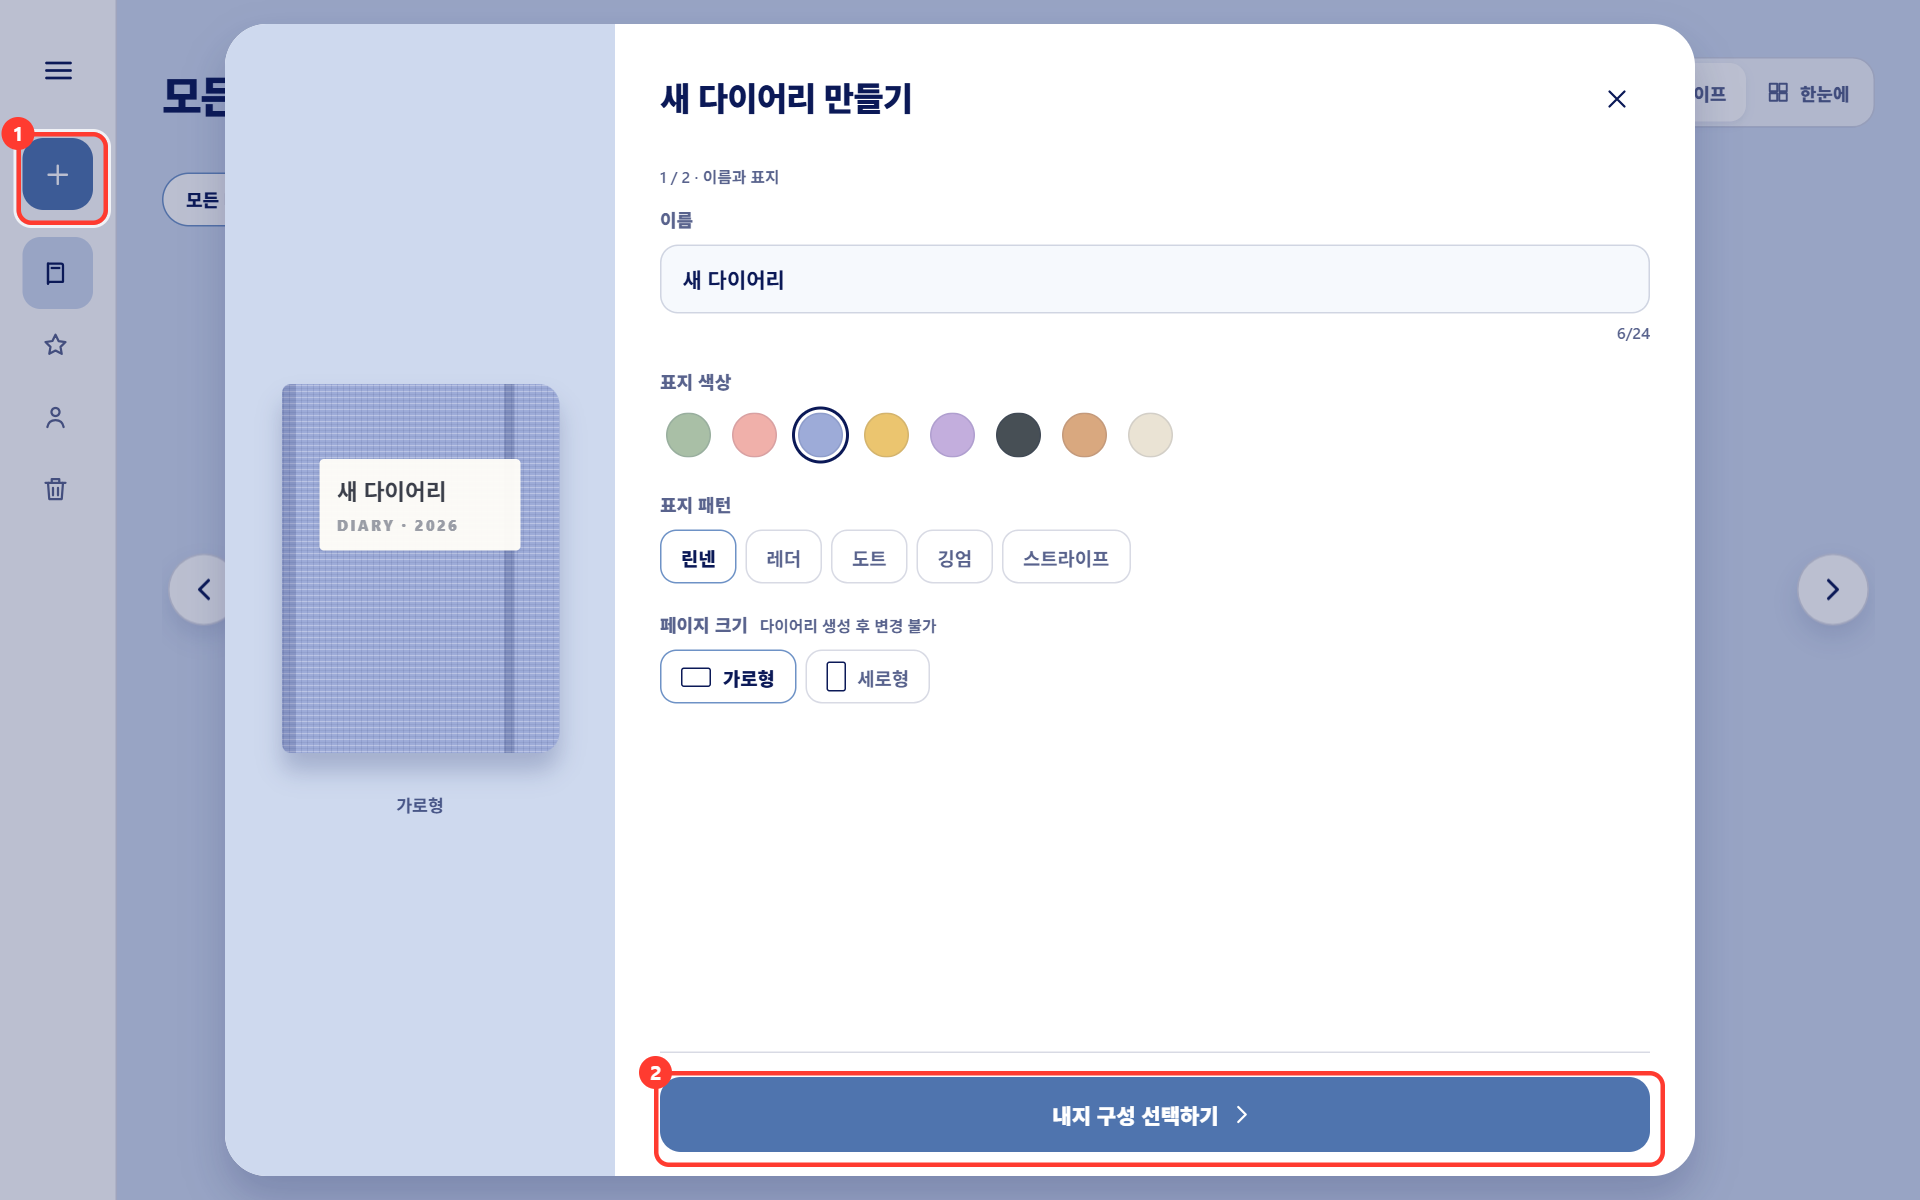 모든
이프
한눈에
1
모든
새 다이어리
DIARY · 2026
가로형
새 다이어리 만들기
1 / 2 · 이름과 표지
이름
새 다이어리
6/24
표지 색상
표지 패턴
린넨 레더 도트 깅엄 스트라이프
페이지 크기 다이어리 생성 후 변경 불가
가로형 세로형
2
내지 구성 선택하기